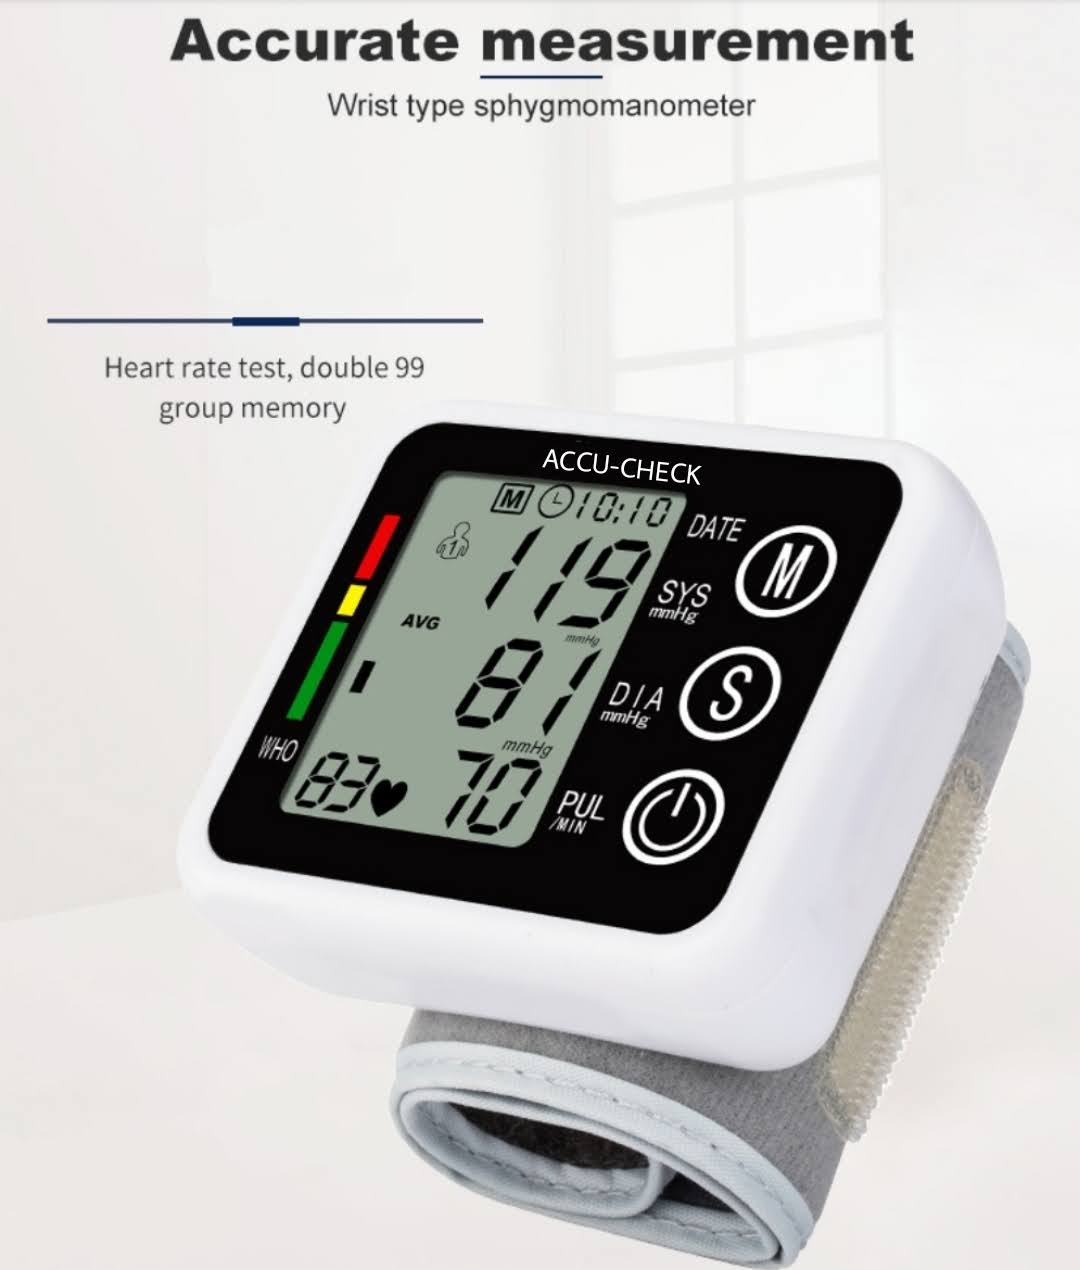 Accurate measurement
Wrist type sphygmomanometer
Heart rate test, double 99
group memory
ACCU-CHECK
M 10:10
DATE
M
1
119
SYS
mmHg
AVG
mmHg
81
DIA
mmHg
S
mmHg
WHO
83 70
PUL
/MIN